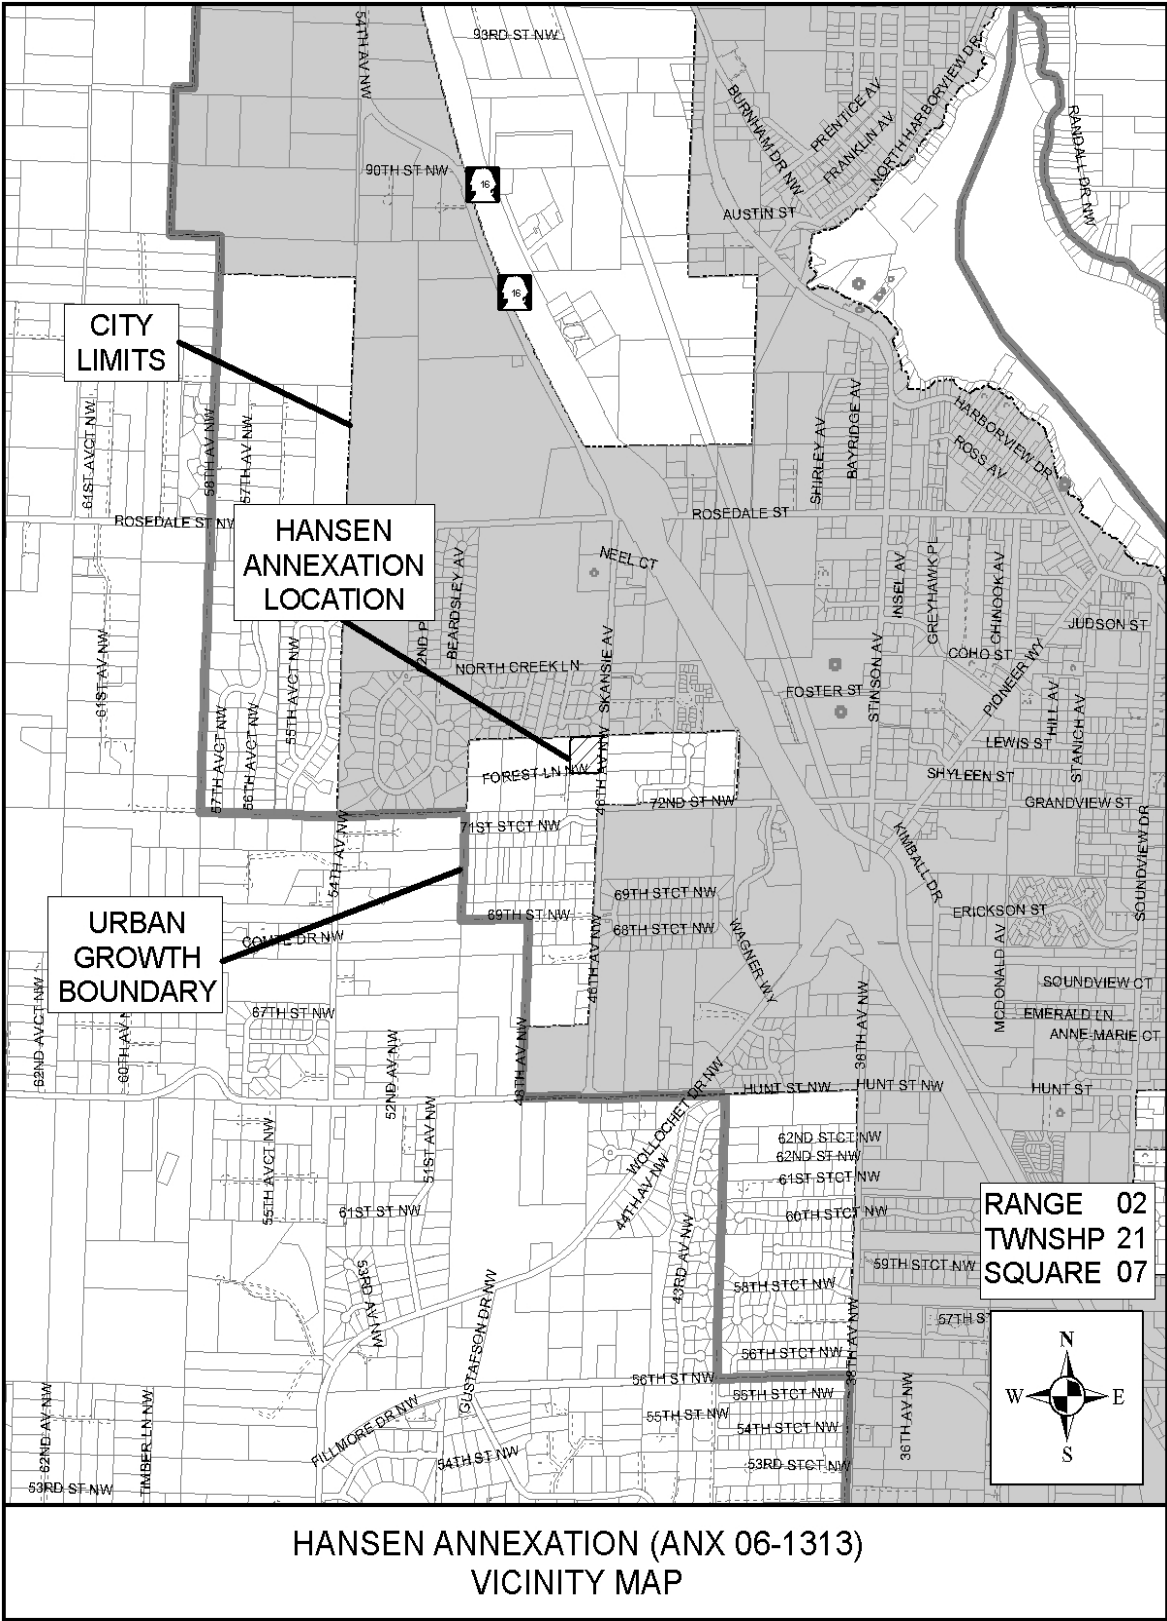 93RD ST NW
54TH AV NW
BURNHAM DR NW
PRENTICE AV
FRANKLIN AV
NORTH HARBORVIEW DR
RANDALL DR NW
90TH ST NW
16
AUSTIN ST
16
CITY
LIMITS
61ST AVCT NW
58TH AV NW
57TH AV NW
SHIRLEY AV
BAYRIDGE AV
HARBORVIEW DR
ROSS AV
ROSEDALE ST NW
ROSEDALE ST
HANSEN
ANNEXATION
LOCATION
NEEL CT
BEARDSLEY AV
INSEL AV
GREYHAWK PL
CHINOOK AV
JUDSON ST
61ST AV NW
55TH AVCT NW
NORTH CREEK LN
SKANSIE AV
COHO ST
PIONEER WY
FOSTER ST
STINSON AV
HILL AV
STANICH AV
LEWIS ST
57TH AVCT NW
56TH AVCT NW
FOREST LN NW
46TH AV NW
SHYLEEN ST
72ND ST NW
GRANDVIEW ST
71ST STCT NW
54TH AV NW
KIMBALL DR
SOUNDVIEW DR
69TH STCT NW
URBAN
GROWTH
BOUNDARY
69TH ST NW
68TH STCT NW
ERICKSON ST
COMTE DR NW
46TH AV NW
WAGNER WY
MCDONALD AV
SOUNDVIEW CT
62ND AVCT NW
60TH AV N
67TH ST NW
EMERALD LN
ANNE-MARIE CT
52ND AV NW
48TH AV NW
38TH AV NW
HUNT ST NW
HUNT ST NW
HUNT ST
WOLLOCHET DR NW
55TH AVCT NW
51ST AV NW
62ND STCT NW
62ND ST NW
44TH AV NW
61ST STCT NW
61ST ST NW
60TH STCT NW
RANGE 02
TWNSHP 21
SQUARE 07
53RD AV NW
43RD AV NW
59TH STCT NW
58TH STCT NW
GUSTAFSON DR NW
57TH S
56TH STCT NW
38TH AV NW
56TH ST NW
N
W E
S
62ND AV NW
TIMBER LN NW
FILLMORE DR NW
55TH STCT NW
55TH ST NW
54TH STCT NW
36TH AV NW
54TH ST NW
53RD STCT NW
53RD ST NW
HANSEN ANNEXATION (ANX 06-1313)
VICINITY MAP